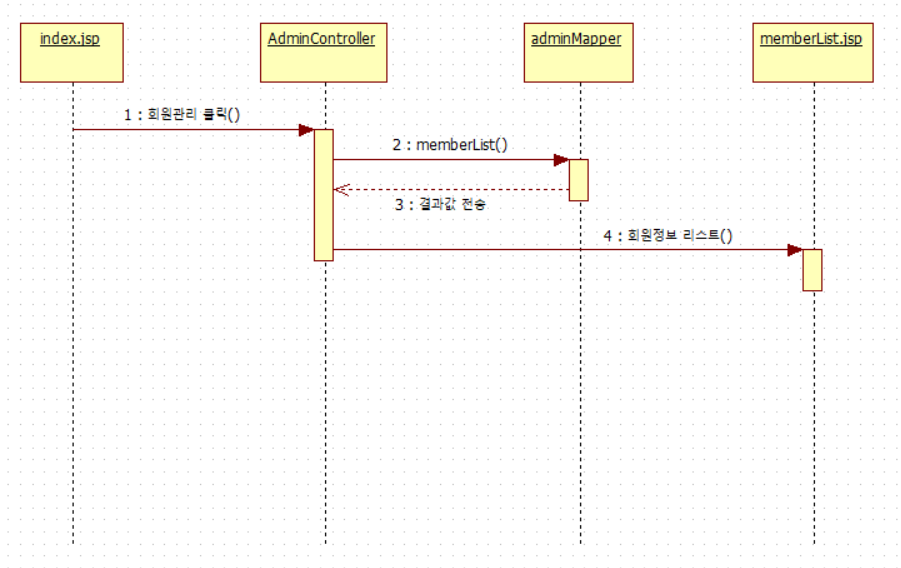 index.jsp
AdminController
adminMapper
memberList.jsp
1 : 회원관리 클릭()
2 : memberList()
3 : 결과값 전송
4 : 회원정보 리스트()